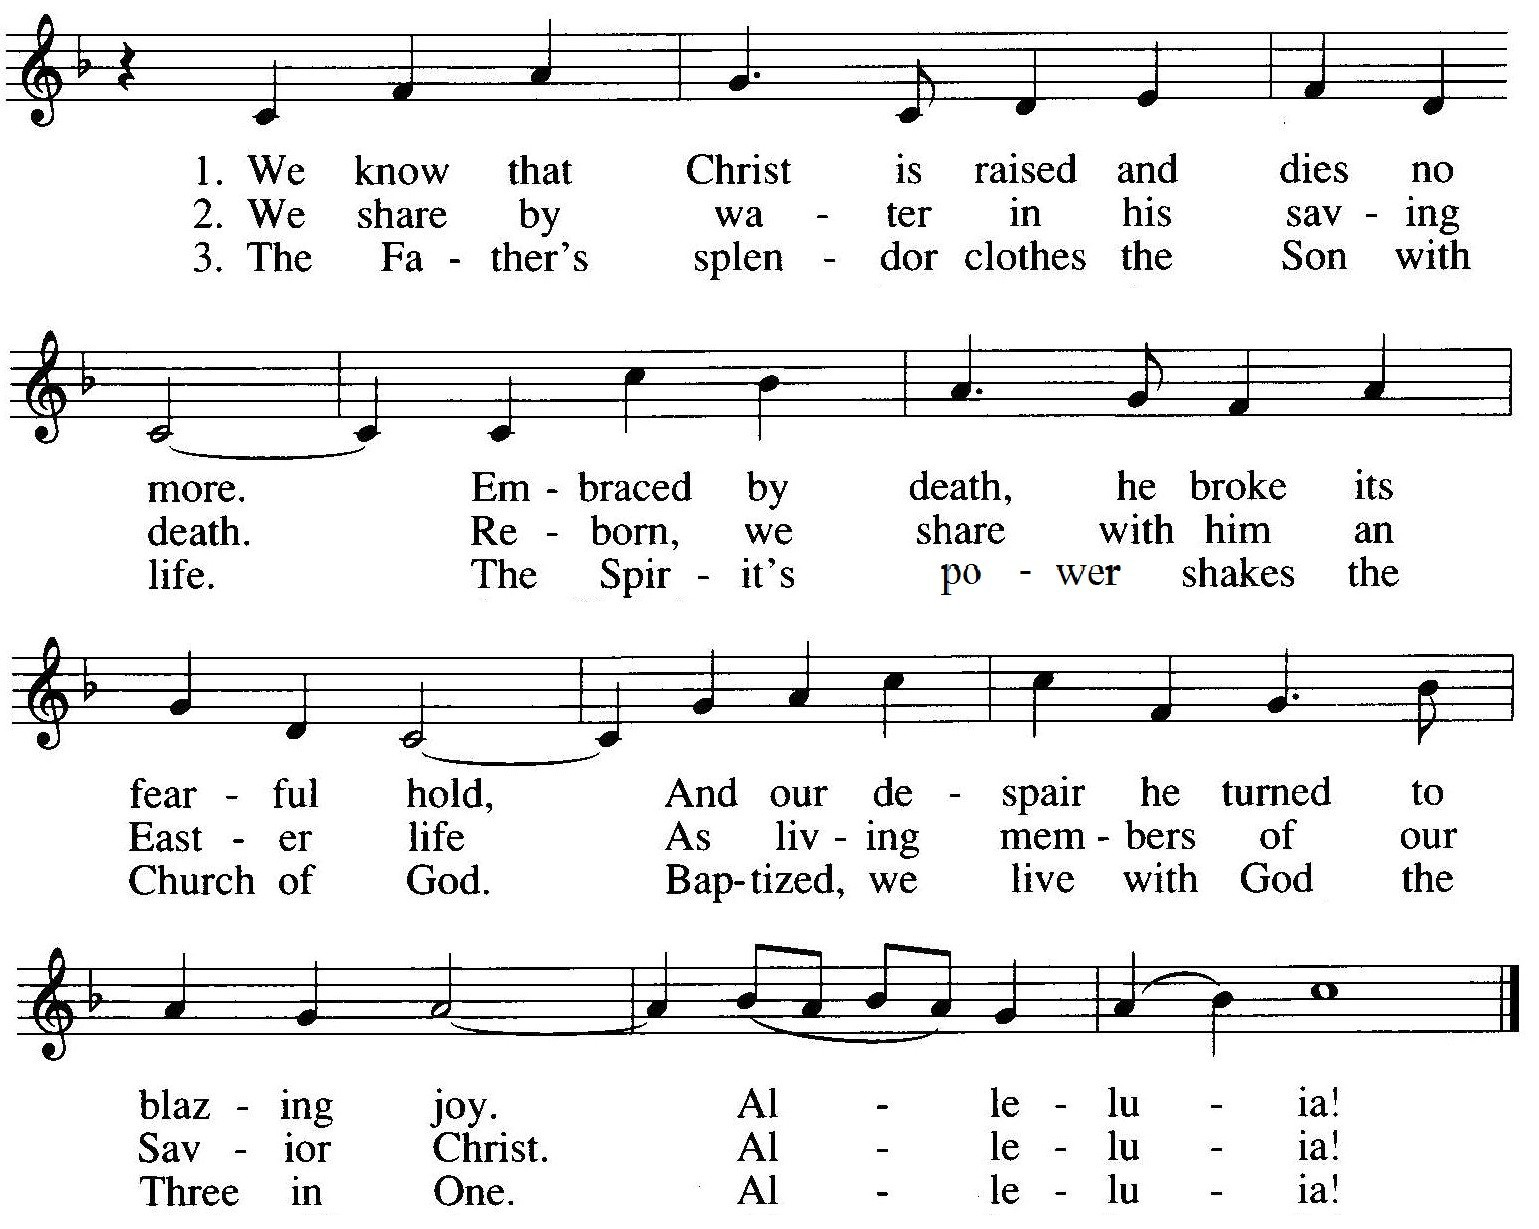 1. We know that Christ is raised and dies no
2. We share by wa - ter in his sav - ing
3. The Fa - ther's splen - dor clothes the Son with
more. Em - braced by death, he broke its
death. Re - born, we share with him an
life. The Spir - it's po - wer shakes the
fear - ful hold, And our de - spair he turned to
East - er life As liv - ing mem - bers of our
Church of God. Bap-tized, we live with God the
blaz - ing joy. Al - le - lu - ia!
Sav - ior Christ. Al - le - lu - ia!
Three in One. Al - le - lu - ia!